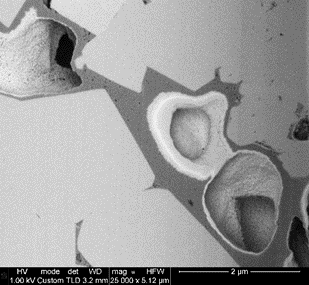 HV mode det WD mag HFW 2 µm
1.00 kV Custom TLD 3.2 mm 25 000 x 5.12 µm